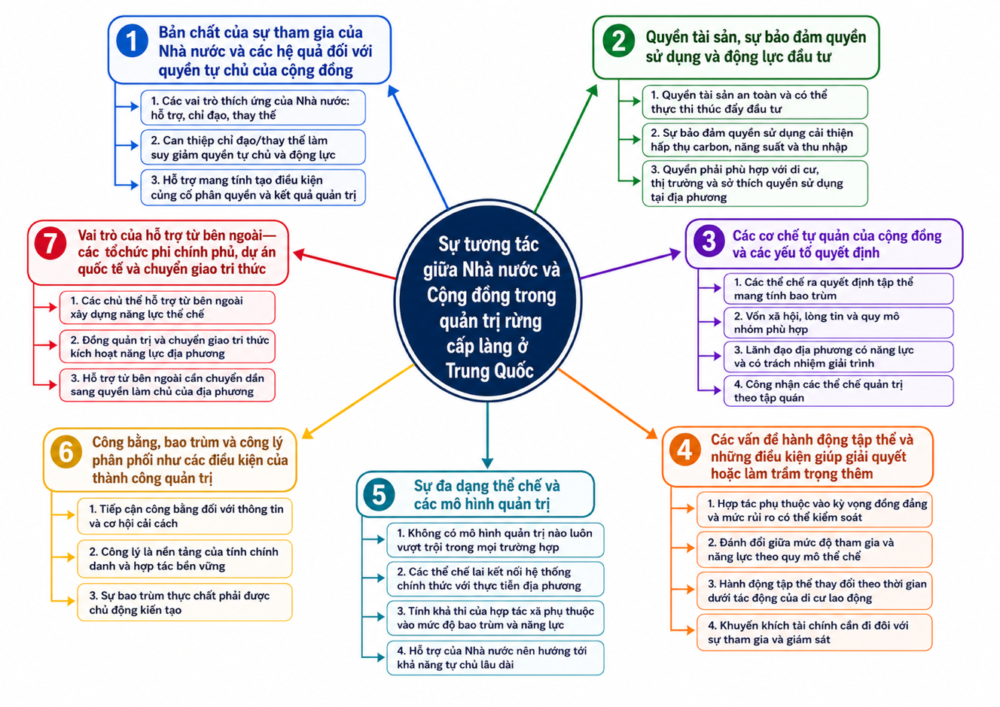 1
Bản chất của sự tham gia của
Nhà nước và các hệ quả đối với
quyền tự chủ của cộng đồng
1. Các vai trò thích ứng của Nhà nước:
hỗ trợ, chỉ đạo, thay thế
2. Can thiệp chỉ đạo/thay thế làm
suy giảm quyền tự chủ và động lực
3. Hỗ trợ mang tính tạo điều kiện
củng cố phân quyền và kết quả quản trị
2
Quyền tài sản, sự bảo đảm quyền
sử dụng và động lực đầu tư
1. Quyền tài sản an toàn và có thể
thực thi thúc đẩy đầu tư
2. Sự bảo đảm quyền sử dụng cải thiện
hấp thụ carbon, năng suất và thu nhập
3. Quyền phải phù hợp với di cư,
thị trường và sở thích quyền sử dụng
tại địa phương
Sự tương tác
giữa Nhà nước và
Cộng đồng trong
quản trị rừng
cấp làng ở
Trung Quốc
3
Các cơ chế tự quản của cộng đồng
và các yếu tố quyết định
1. Các thể chế ra quyết định tập thể
mang tính bao trùm
2. Vốn xã hội, lòng tin và quy mô
nhóm phù hợp
3. Lãnh đạo địa phương có năng lực
và có trách nhiệm giải trình
4. Công nhận các thể chế quản trị
theo tập quán
4
Các vấn đề hành động tập thể và
những điều kiện giúp giải quyết
hoặc làm trầm trọng thêm
1. Hợp tác phụ thuộc vào kỳ vọng đồng đẳng
và mức rủi ro có thể kiểm soát
2. Đánh đổi giữa mức độ tham gia và
năng lực theo quy mô thể chế
3. Hành động tập thể thay đổi theo thời gian
dưới tác động của di cư lao động
4. Khuyến khích tài chính cần đi đôi với
sự tham gia và giám sát
5
Sự đa dạng thể chế và
các mô hình quản trị
1. Không có mô hình quản trị nào luôn
vượt trội trong mọi trường hợp
2. Các thể chế lai kết nối hệ thống
chính thức với thực tiễn địa phương
3. Tính khả thi của hợp tác xã phụ thuộc
vào mức độ bao trùm và năng lực
4. Hỗ trợ của Nhà nước nên hướng tới
khả năng tự chủ lâu dài
6
Công bằng, bao trùm và công lý
phân phối như các điều kiện của
thành công quản trị
1. Tiếp cận công bằng đối với thông tin
và cơ hội cải cách
2. Công lý là nền tảng của tính chính
danh và hợp tác bền vững
3. Sự bao trùm thực chất phải được
chủ động kiến tạo
7
Vai trò của hỗ trợ từ bên ngoài—
các tổchức phi chính phủ, dự án
quốc tế và chuyển giao tri thức
1. Các chủ thể hỗ trợ từ bên ngoài
xây dựng năng lực thể chế
2. Đồng quản trị và chuyển giao tri thức
kích hoạt năng lực địa phương
3. Hỗ trợ từ bên ngoài cần chuyển dần
sang quyền làm chủ của địa phương